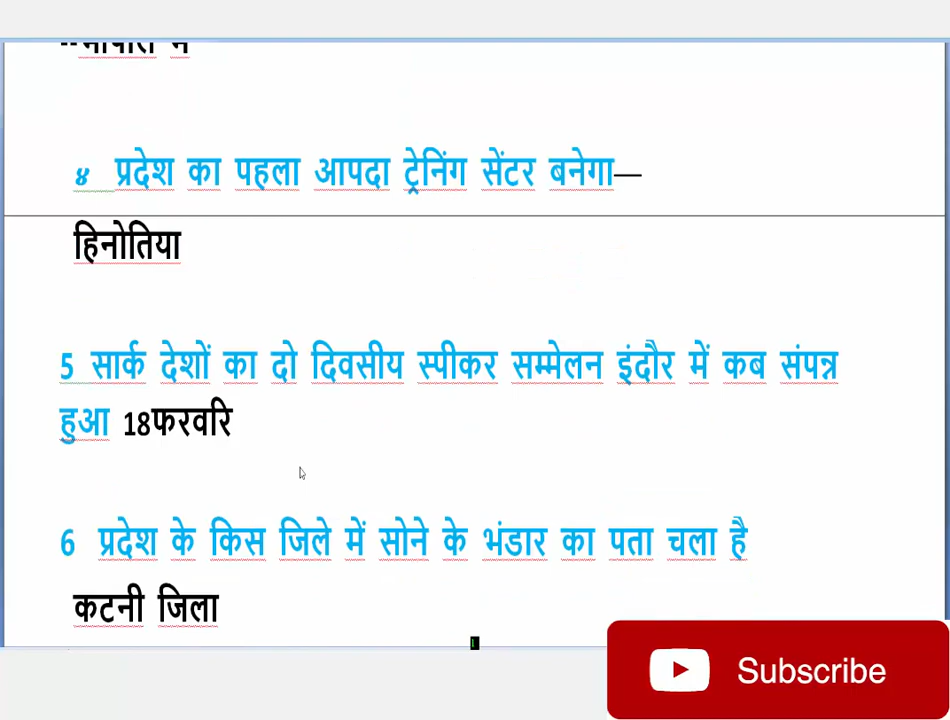 ४ प्रदेश का पहला आपदा ट्रेनिंग सेंटर बनेगा—
हिनोतिया
5 सार्क देशों का दो दिवसीय स्पीकर सम्मेलन इंदौर में कब संपन्न
हुआ 18फरवरि
6 प्रदेश के किस जिले में सोने के भंडार का पता चला है
कटनी जिला
Subscribe